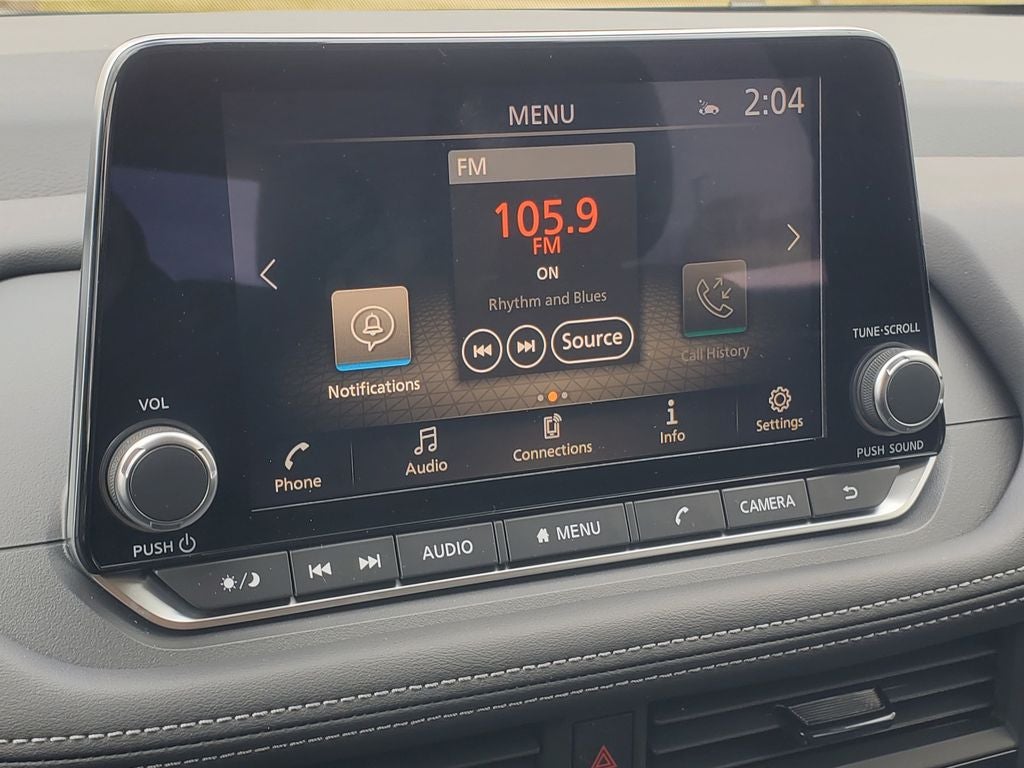 MENU
2:04
FM
105.9
FM
ON
Rhythm and Blues
Source
Notifications
Call History
Phone
Audio
Connections
Info
Settings
VOL
PUSH
TUNE·SCROLL
PUSH SOUND
AUDIO
MENU
CAMERA